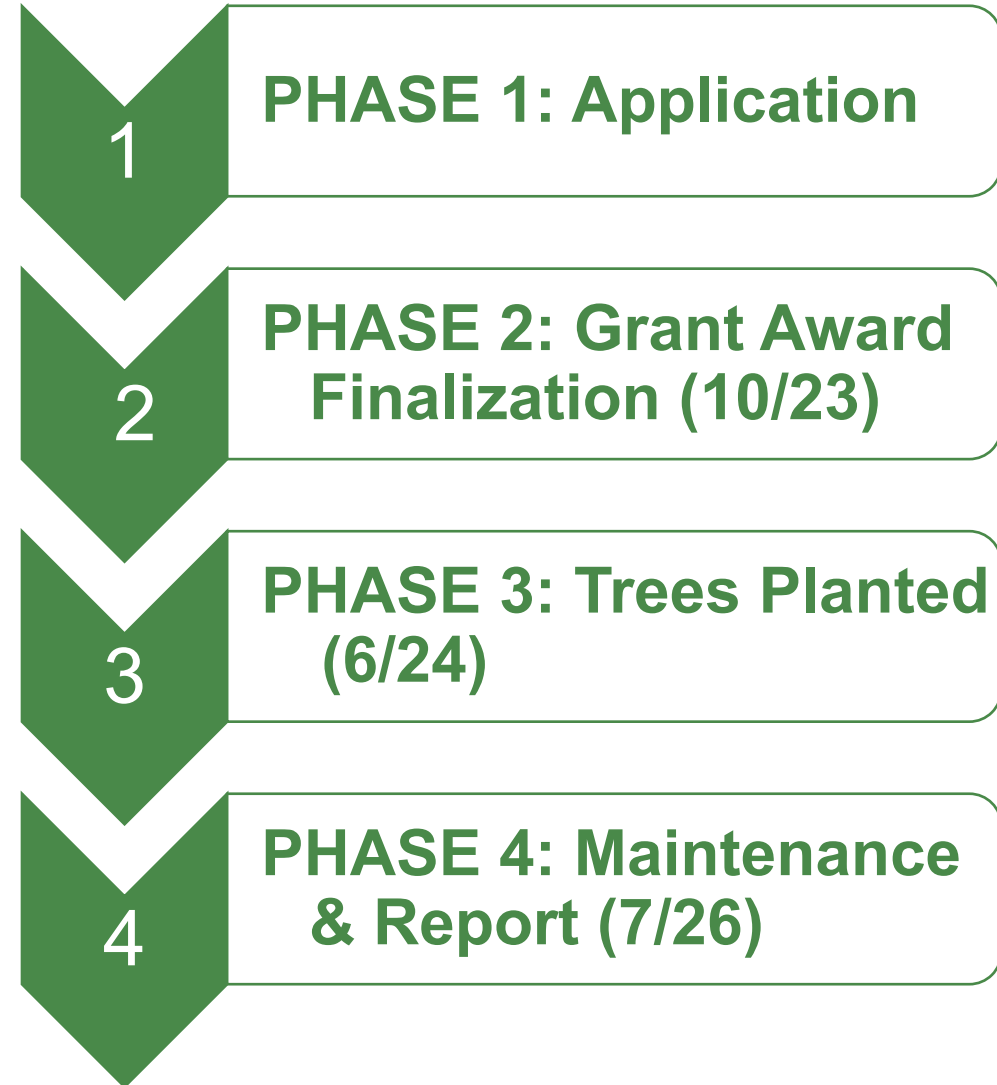 1
PHASE 1: Application
2
PHASE 2: Grant Award
Finalization (10/23)
3
PHASE 3: Trees Planted
(6/24)
4
PHASE 4: Maintenance
& Report (7/26)